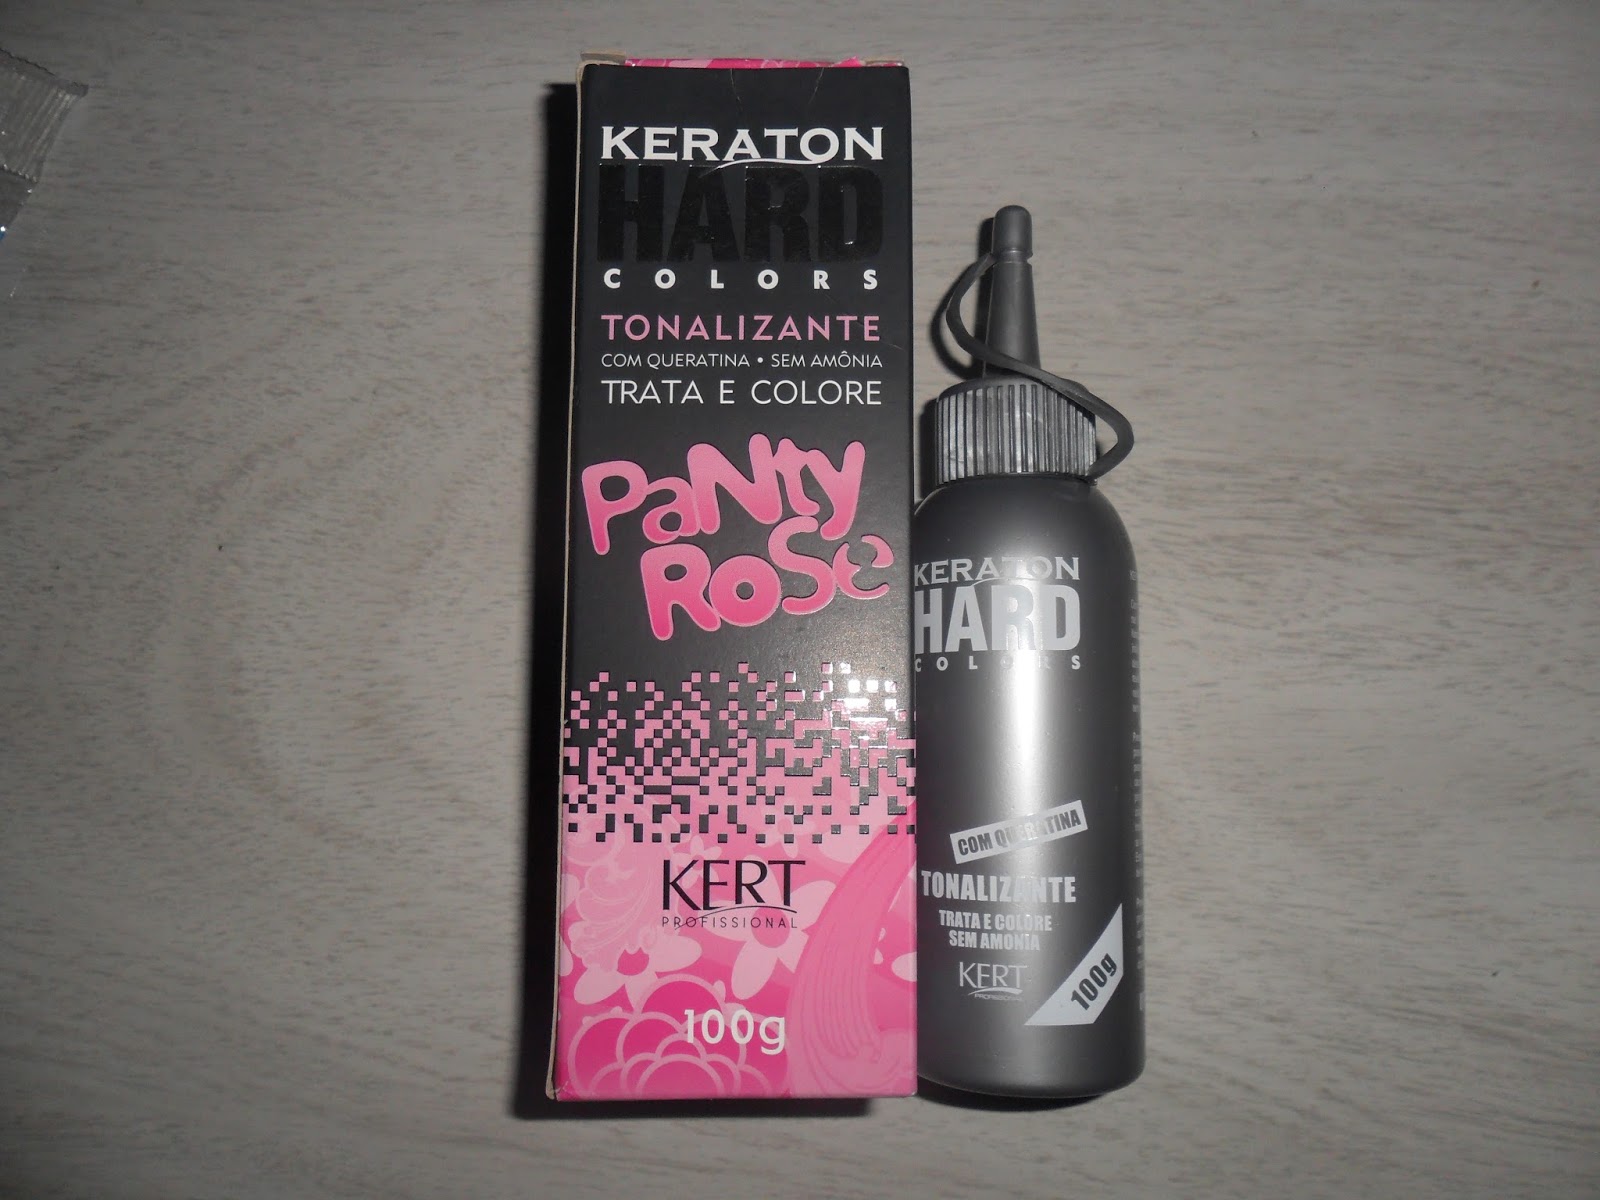 KERATON
HARD
COLORS
TONALIZANTE
COM QUERATINA • SEM AMÔNIA
TRATA E COLORE
PaNty
RoSe
KERT
PROFISSIONAL
100g
KERATON
HARD
COLORS
COM QUERATINA
TONALIZANTE
TRATA E COLORE
SEM AMONIA
KERT
PROFISSIONAL
100g